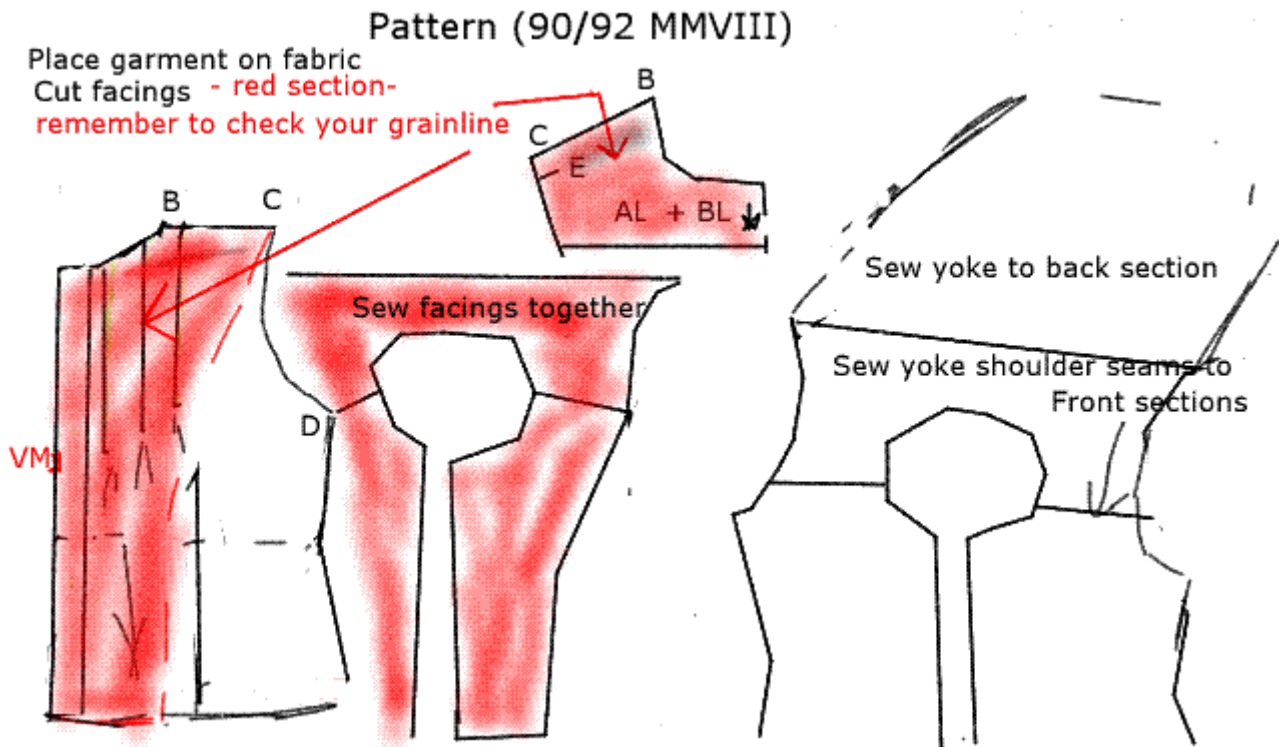 Pattern (90/92 MMVIII)
Place garment on fabric
Cut facings - red section-
remember to check your grainline
B
C
E
AL + BL
B
C
Sew facings together
D
VM
Sew yoke to back section
Sew yoke shoulder seams to
Front sections